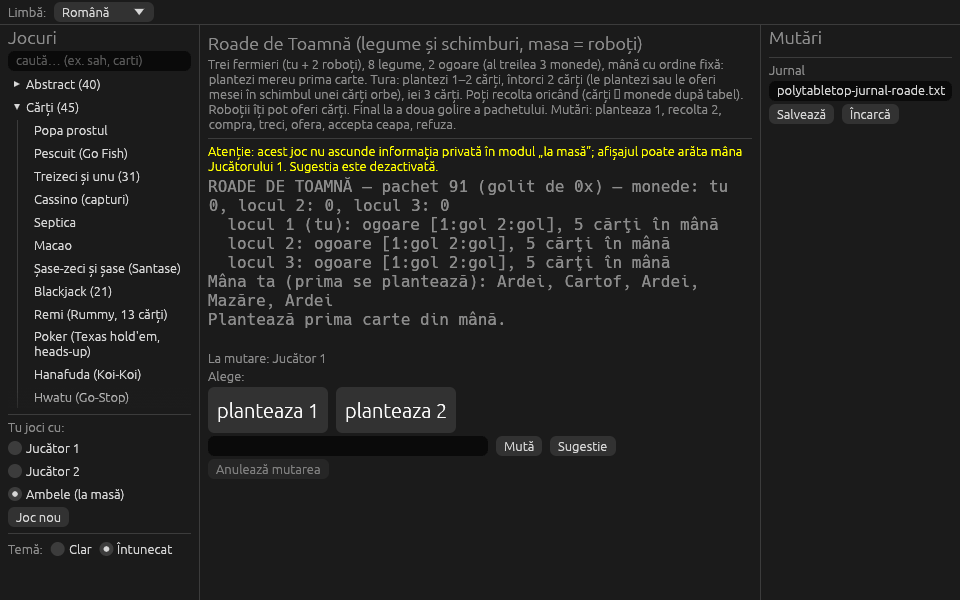 Limbă: Română
Jocuri
caută... (ex. sah, carti)
Abstract (40)
Cărți (45)
Popa prostul
Pescuit (Go Fish)
Treizeci și unu (31)
Cassino (capturi)
Septica
Macao
Șase-zeci și șase (Santase)
Blackjack (21)
Remi (Rummy, 13 cărți)
Poker (Texas hold'em,
heads-up)
Hanafuda (Koi-Koi)
Hwatu (Go-Stop)
Tu joci cu:
Jucător 1
Jucător 2
Ambele (la masă)
Joc nou
Temă: Clar Întunecat
Roade de Toamnă (legume și schimburi, masa = roboți)
Trei fermieri (tu + 2 roboți), 8 legume, 2 ogoare (al treilea 3 monede), mână cu ordine fixă:
plantezi mereu prima carte. Tura: plantezi 1–2 cărți, întorci 2 cărți (le plantezi sau le oferi
mesei în schimbul unei cărți orbe), iei 3 cărți. Poți recolta oricând (cărți □ monede după tabel).
Roboții îți pot oferi cărți. Final la a doua golire a pachetului. Mutări: planteaza 1, recolta 2,
compra, treci, ofera, accepta ceapa, refuza.
Atenție: acest joc nu ascunde informația privată în modul „la masă”; afișajul poate arăta mâna
Jucătorului 1. Sugestia este dezactivată.
ROADE DE TOAMNĂ — pachet 91 (golit de 0x) — monede: tu
0, locul 2: 0, locul 3: 0
locul 1 (tu): ogoare [1:gol 2:gol], 5 cărți în mână
locul 2: ogoare [1:gol 2:gol], 5 cărți în mână
locul 3: ogoare [1:gol 2:gol], 5 cărți în mână
Mâna ta (prima se plantează): Ardei, Cartof, Ardei,
Mazăre, Ardei
Plantează prima carte din mână.
La mutare: Jucător 1
Alege:
planteaza 1 planteaza 2
Mută Sugestie
Anulează mutarea
Mutări
Jurnal
polytabletop-jurnal-roade.txt
Salvează Încarcă